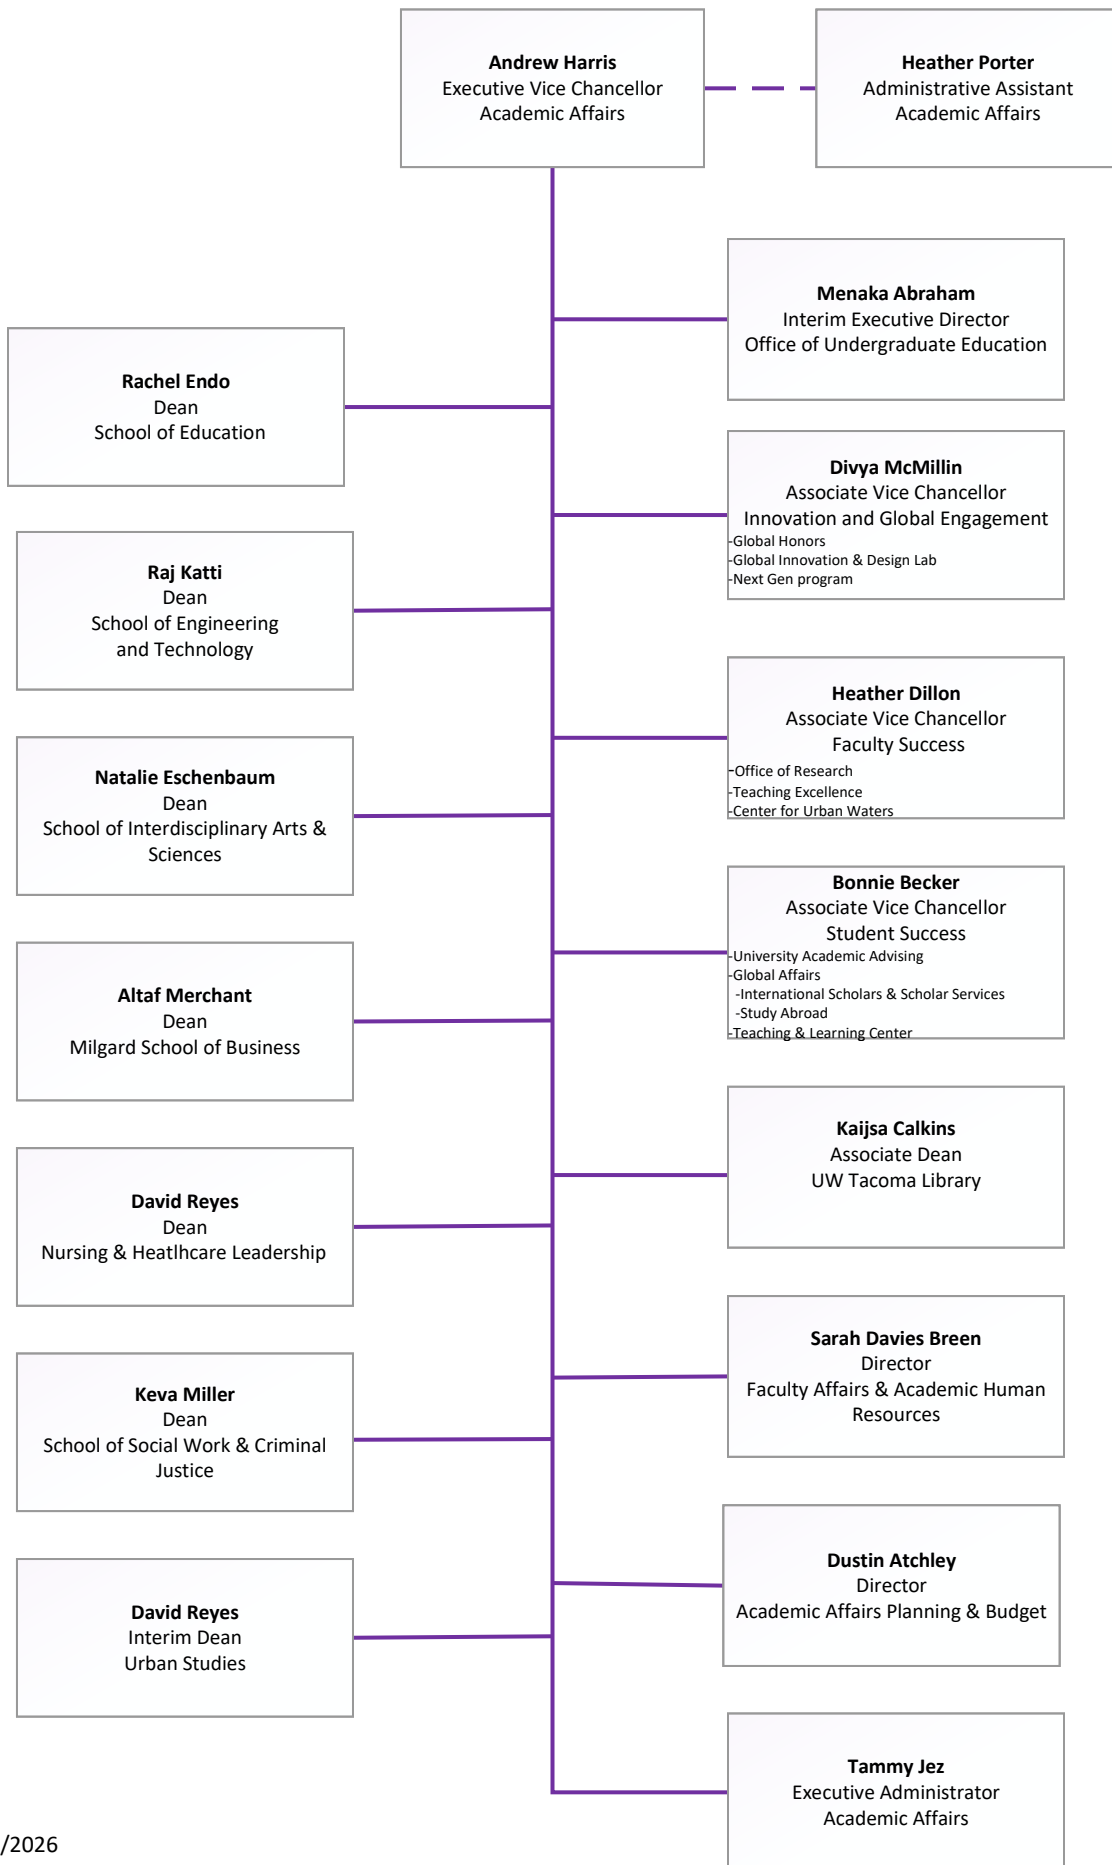 Andrew Harris
Executive Vice Chancellor
Academic Affairs
Heather Porter
Administrative Assistant
Academic Affairs
Menaka Abraham
Interim Executive Director
Office of Undergraduate Education
Rachel Endo
Dean
School of Education
Divya McMillin
Associate Vice Chancellor
Innovation and Global Engagement
-Global Honors
-Global Innovation & Design Lab
-Next Gen program
Raj Katti
Dean
School of Engineering
and Technology
Heather Dillon
Associate Vice Chancellor
Faculty Success
-Office of Research
-Teaching Excellence
-Center for Urban Waters
Natalie Eschenbaum
Dean
School of Interdisciplinary Arts &
Sciences
Bonnie Becker
Associate Vice Chancellor
Student Success
-University Academic Advising
-Global Affairs
-International Scholars & Scholar Services
-Study Abroad
-Teaching & Learning Center
Altaf Merchant
Dean
Milgard School of Business
Kaijsa Calkins
Associate Dean
UW Tacoma Library
David Reyes
Dean
Nursing & Heatlhcare Leadership
Sarah Davies Breen
Director
Faculty Affairs & Academic Human
Resources
Keva Miller
Dean
School of Social Work & Criminal
Justice
Dustin Atchley
Director
Academic Affairs Planning & Budget
David Reyes
Interim Dean
Urban Studies
Tammy Jez
Executive Administrator
Academic Affairs
/2026